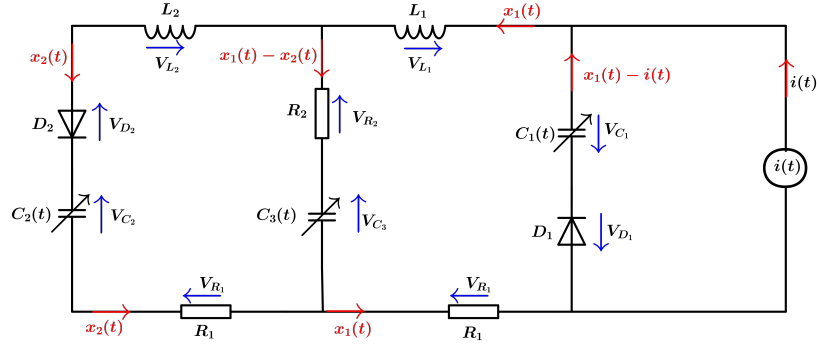 L₂
x₁(t)
L₁
x₂(t)
V_{L₂}
x₁(t) − x₂(t)
V_{L₁}
x₁(t) − i(t)
i(t)
R₂
D₂
V_{D₂}
V_{R₂}
C₁(t)
V_{C₁}
i(t)
C₂(t)
V_{C₂}
C₃(t)
V_{C₃}
D₁
V_{D₁}
V_{R₁}
V_{R₁}
x₂(t)
R₁
x₁(t)
R₁